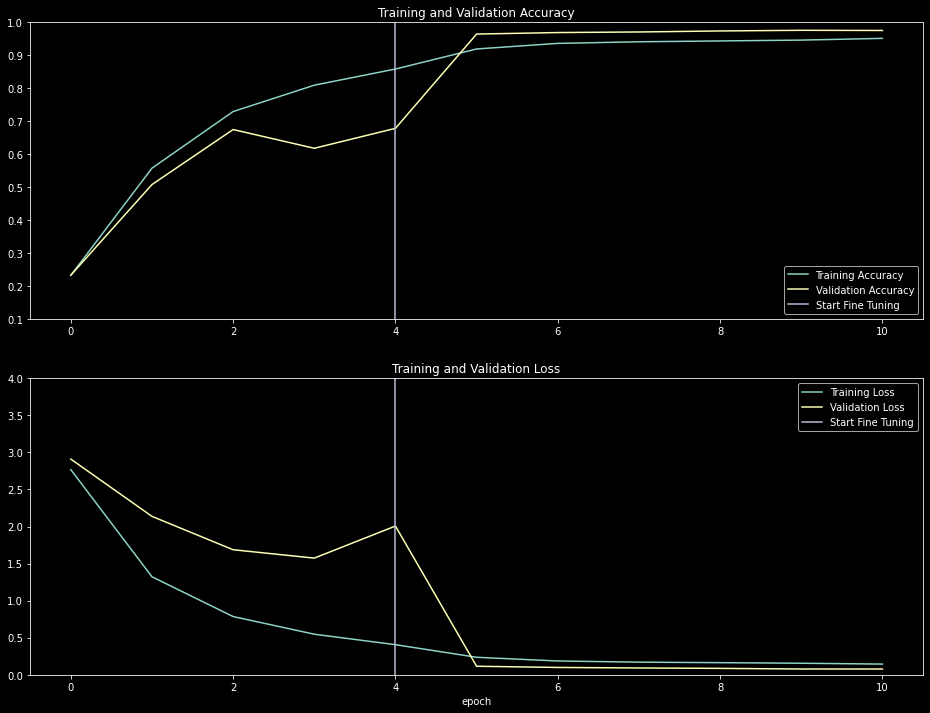 Training and Validation Accuracy
1.0
0.9
0.8
0.7
0.6
0.5
0.4
0.3
0.2
0.1
Training Accuracy
Validation Accuracy
Start Fine Tuning
0 2 4 6 8 10
Training and Validation Loss
4.0
3.5
3.0
2.5
2.0
1.5
1.0
0.5
0.0
Training Loss
Validation Loss
Start Fine Tuning
0 2 4 6 8 10
epoch